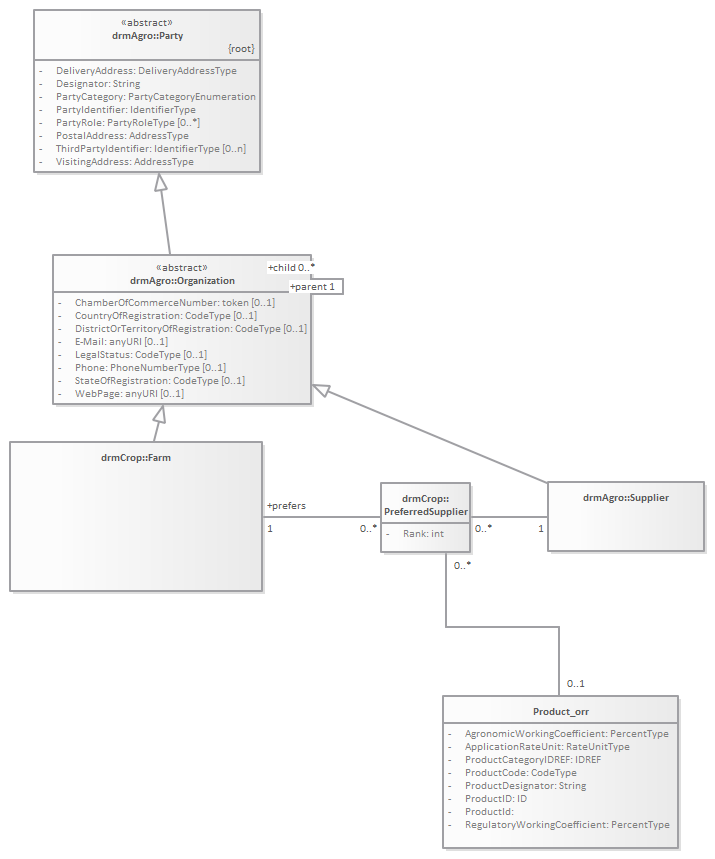 «abstract»
drmAgro::Party
{root}
- DeliveryAddress: DeliveryAddressType
- Designator: String
- PartyCategory: PartyCategoryEnumeration
- PartyIdentifier: IdentifierType
- PartyRole: PartyRoleType [0..*]
- PostalAddress: AddressType
- ThirdPartyIdentifier: IdentifierType [0..n]
- VisitingAddress: AddressType
«abstract»
+child 0..*
drmAgro::Organization
+parent 1
- ChamberOfCommerceNumber: token [0..1]
- CountryOfRegistration: CodeType [0..1]
- DistrictOrTerritoryOfRegistration: CodeType [0..1]
- E-Mail: anyURI [0..1]
- LegalStatus: CodeType [0..1]
- Phone: PhoneNumberType [0..1]
- StateOfRegistration: CodeType [0..1]
- WebPage: anyURI [0..1]
drmCrop::Farm
+prefers
1
0..*
drmCrop::
PreferredSupplier
- Rank: int
0..*
1
drmAgro::Supplier
0..*
0..1
Product_orr
- AgronomicWorkingCoefficient: PercentType
- ApplicationRateUnit: RateUnitType
- ProductCategoryIDREF: IDREF
- ProductCode: CodeType
- ProductDesignator: String
- ProductID: ID
- ProductId:
- RegulatoryWorkingCoefficient: PercentType